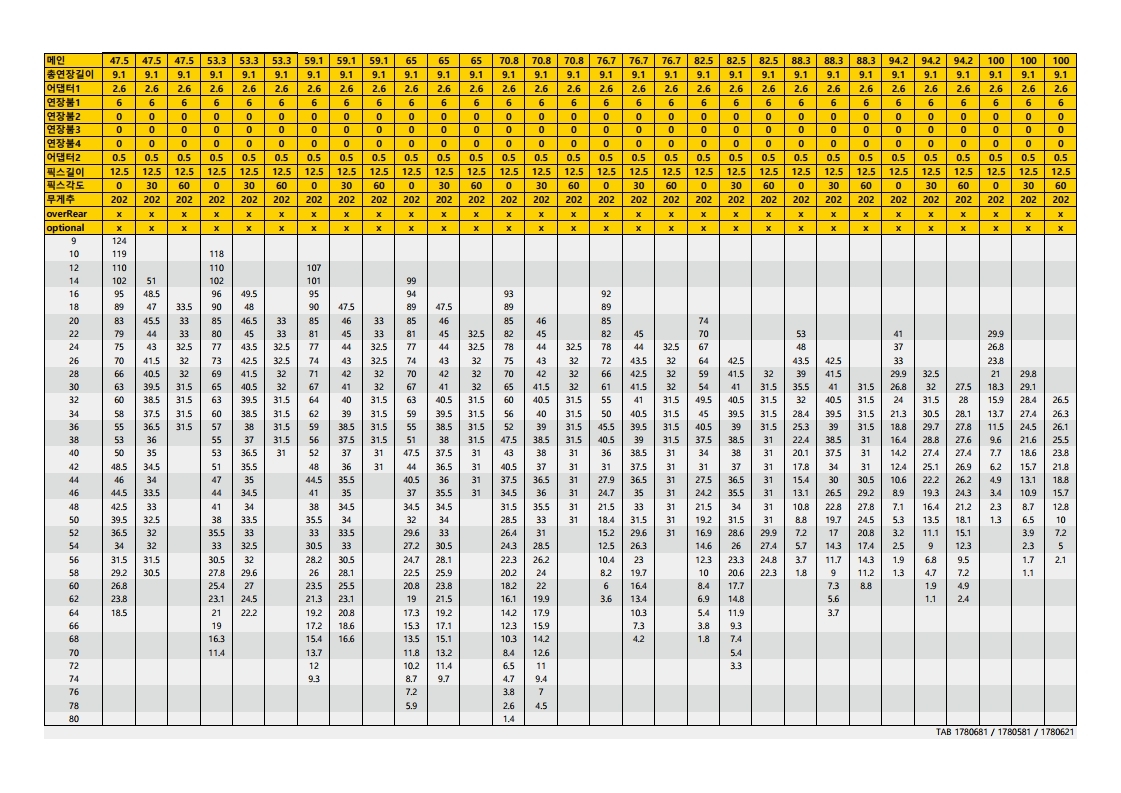 메인 47.5 47.5 47.5 53.3 53.3 53.3 59.1 59.1 59.1 65 65 65 70.8 70.8 70.8 76.7 76.7 76.7 82.5 82.5 82.5 88.3 88.3 88.3 94.2 94.2 94.2 100 100 100
총연장길이 9.1 9.1 9.1 9.1 9.1 9.1 9.1 9.1 9.1 9.1 9.1 9.1 9.1 9.1 9.1 9.1 9.1 9.1 9.1 9.1 9.1 9.1 9.1 9.1 9.1 9.1 9.1 9.1 9.1 9.1
어댑터1 2.6 2.6 2.6 2.6 2.6 2.6 2.6 2.6 2.6 2.6 2.6 2.6 2.6 2.6 2.6 2.6 2.6 2.6 2.6 2.6 2.6 2.6 2.6 2.6 2.6 2.6 2.6 2.6 2.6 2.6
연장붐1 6 6 6 6 6 6 6 6 6 6 6 6 6 6 6 6 6 6 6 6 6 6 6 6 6 6 6 6 6 6
연장붐2 0 0 0 0 0 0 0 0 0 0 0 0 0 0 0 0 0 0 0 0 0 0 0 0 0 0 0 0 0 0
연장붐3 0 0 0 0 0 0 0 0 0 0 0 0 0 0 0 0 0 0 0 0 0 0 0 0 0 0 0 0 0 0
연장붐4 0 0 0 0 0 0 0 0 0 0 0 0 0 0 0 0 0 0 0 0 0 0 0 0 0 0 0 0 0 0
어댑터2 0.5 0.5 0.5 0.5 0.5 0.5 0.5 0.5 0.5 0.5 0.5 0.5 0.5 0.5 0.5 0.5 0.5 0.5 0.5 0.5 0.5 0.5 0.5 0.5 0.5 0.5 0.5 0.5 0.5 0.5
픽스길이 12.5 12.5 12.5 12.5 12.5 12.5 12.5 12.5 12.5 12.5 12.5 12.5 12.5 12.5 12.5 12.5 12.5 12.5 12.5 12.5 12.5 12.5 12.5 12.5 12.5 12.5 12.5 12.5 12.5 12.5
픽스각도 0 30 60 0 30 60 0 30 60 0 30 60 0 30 60 0 30 60 0 30 60 0 30 60 0 30 60 0 30 60
무게추 202 202 202 202 202 202 202 202 202 202 202 202 202 202 202 202 202 202 202 202 202 202 202 202 202 202 202 202 202 202
overRear x x x x x x x x x x x x x x x x x x x x x x x x x x x x x x
optional x x x x x x x x x x x x x x x x x x x x x x x x x x x x x x
9 124
10 119 118
12 110 110 107
14 102 51 102 101 99
16 95 48.5 96 49.5 95 94 93 92
18 89 47 33.5 90 48 90 47.5 89 47.5 89 89
20 83 45.5 33 85 46.5 33 85 46 33 85 46 85 46 85 74
22 79 44 33 80 45 33 81 45 33 81 45 32.5 82 45 82 45 70 53 41 29.9
24 75 43 32.5 77 43.5 32.5 77 44 32.5 77 44 32.5 78 44 32.5 78 44 32.5 67 48 37 26.8
26 70 41.5 32 73 42.5 32.5 74 43 32.5 74 43 32 75 43 32 72 43.5 32 64 42.5 43.5 42.5 33 23.8
28 66 40.5 32 69 41.5 32 71 42 32 70 42 32 70 42 32 66 42.5 32 59 41.5 32 39 41.5 29.9 32.5 21 29.8
30 63 39.5 31.5 65 40.5 32 67 41 32 67 41 32 65 41.5 32 61 41.5 32 54 41 31.5 35.5 41 31.5 26.8 32 27.5 18.3 29.1
32 60 38.5 31.5 63 39.5 31.5 64 40 31.5 63 40.5 31.5 60 40.5 31.5 55 41 31.5 49.5 40.5 31.5 32 40.5 31.5 24 31.5 28 15.9 28.4 26.5
34 58 37.5 31.5 60 38.5 31.5 62 39 31.5 59 39.5 31.5 56 40 31.5 50 40.5 31.5 45 39.5 31.5 28.4 39.5 31.5 21.3 30.5 28.1 13.7 27.4 26.3
36 55 36.5 31.5 57 38 31.5 59 38.5 31.5 55 38.5 31.5 52 39 31.5 45.5 39.5 31.5 40.5 39 31 25.3 39 31.5 18.8 29.7 27.8 11.5 24.5 26.1
38 53 36 55 37 31.5 56 37.5 31.5 51 38 31.5 47.5 38.5 31.5 40.5 39 31.5 37.5 38.5 31 22.4 38.5 31 16.4 28.8 27.6 9.6 21.6 25.5
40 50 35 53 36.5 31 52 37 31 47.5 37.5 31.5 43 38 31 36 38.5 31.5 34 38 31 20.1 37.5 31 14.2 27.4 27.4 7.7 18.6 23.8
42 48.5 34.5 51 35.5 48 36 31 44 36.5 31 40.5 37 31 31.5 37.5 31.5 31 37 31 17.8 34 31 12.4 25.1 26.9 6.2 15.7 21.8
44 46 34 47 35 44.5 35.5 40.5 36 31 37.5 36.5 31 27.9 36.5 31 27.5 36.5 31 15.4 30 30.5 10.6 22.2 26.2 4.9 13.1 18.8
46 44.5 33.5 44 34.5 41 35 37 35.5 31 34.5 36 31 24.7 35 31 24.2 35.5 31 13.1 26.5 29.2 8.9 19.3 24.3 3.4 10.9 15.7
48 42.5 33 41 34 38 34.5 34 34.5 31.5 35.5 31 21.5 33 31 21.5 34.5 31 10.8 22.8 27.8 7.1 16.4 21.2 2.3 8.7 12.8
50 39.5 32.5 38 33.5 35.5 34 32 34 28.5 33 31 18.4 31.5 31 19.2 31.5 31 8.8 19.7 24.5 5.3 13.5 18.1 1.3 6.5 10
52 36.5 32 35.5 33 33 33.5 29.6 33 26.4 31 15.2 29.6 31 16.9 28.6 29.9 7.2 17 20.8 3.2 11.1 15.1 3.9 7.2
54 34 32 33 32.5 30.5 33 27.2 30.5 24.3 28.5 12.5 26.3 14.6 26 27.4 5.7 14.3 17.4 2.5 9 12.3 2.3 5
56 31.5 31.5 30.5 32 28.2 30.5 24.7 28.1 22.3 26.2 10.4 23 12.3 23.3 24.8 3.7 11.7 14.3 1.9 6.8 9.5 1.7 2.1
58 29.2 30.5 27.8 29.6 26 28.1 22.5 25.9 20.2 24 8.2 19.7 10 20.6 22.3 1.8 9 11.2 1.3 4.7 7.2 1.1
60 26.8 25.4 27 23.5 25.5 20.8 23.8 18.2 22 6 16.4 8.4 17.7 7.3 8.8 1.9 4.9
62 23.8 23.1 24.5 21.3 23.1 19 21.5 16.1 19.9 3.6 13.4 6.9 14.8 5.6 1.1 2.4
64 18.5 21 22.2 19.2 20.8 17.3 19.2 14.2 17.9 10.3 5.4 11.9 3.7
66 19 17.2 18.6 15.3 17.1 12.3 15.9 7.3 3.8 9.3
68 16.3 15.4 16.6 13.5 15.1 10.3 14.2 4.2 1.8 7.4
70 11.4 13.7 11.8 13.2 8.4 12.6 5.4
72 12 10.2 11.4 6.5 11 3.3
74 9.3 8.7 9.7 4.7 9.4
76 7.2 3.8 7
78 5.9 2.6 4.5
80 1.4
TAB 1780681 / 1780581 / 1780621